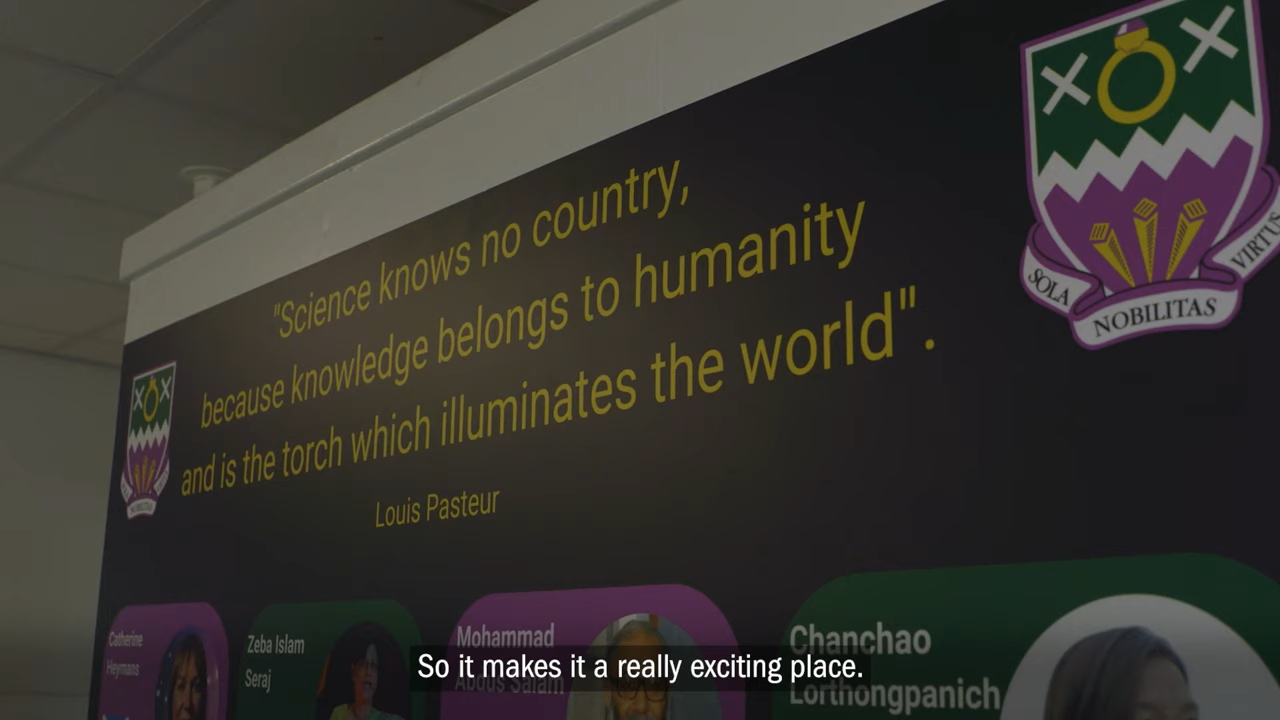 "Science knows no country,
because knowledge belongs to humanity
and is the torch which illuminates the world".
Louis Pasteur
SOLA
NOBILITAS
VIRTUS
NOBILITAS
Catherine
Heymans
Zeba Islam
Seraj
Mohammad
Abdus Salam
Chanchao
Lorthongpanich
So it makes it a really exciting place.